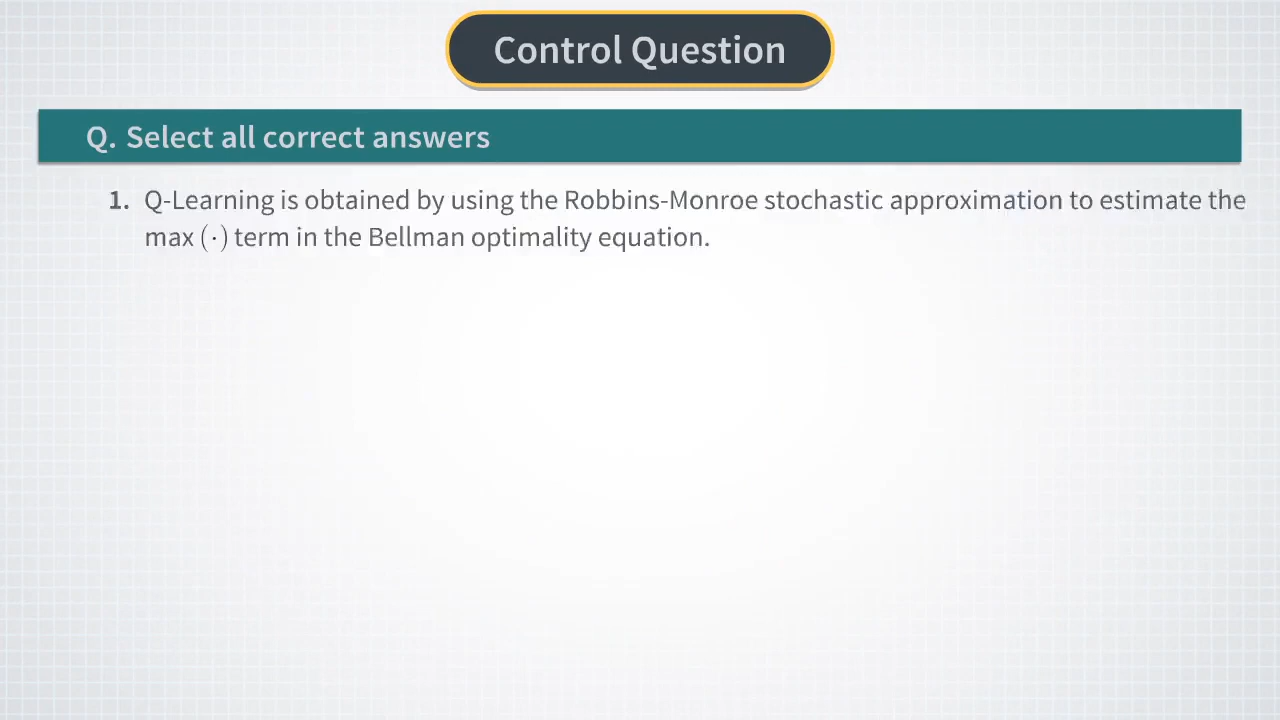 Control Question
Q. Select all correct answers
1. Q-Learning is obtained by using the Robbins-Monroe stochastic approximation to estimate the
max (·) term in the Bellman optimality equation.